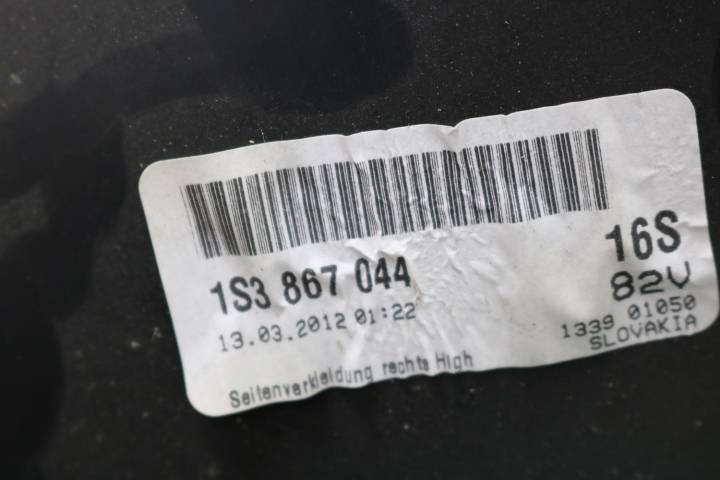 1S3 867 044
16S
13.03.2012 01:22
82V
1339 01050
SLOVAKIA
Seitenverkleidung rechts High